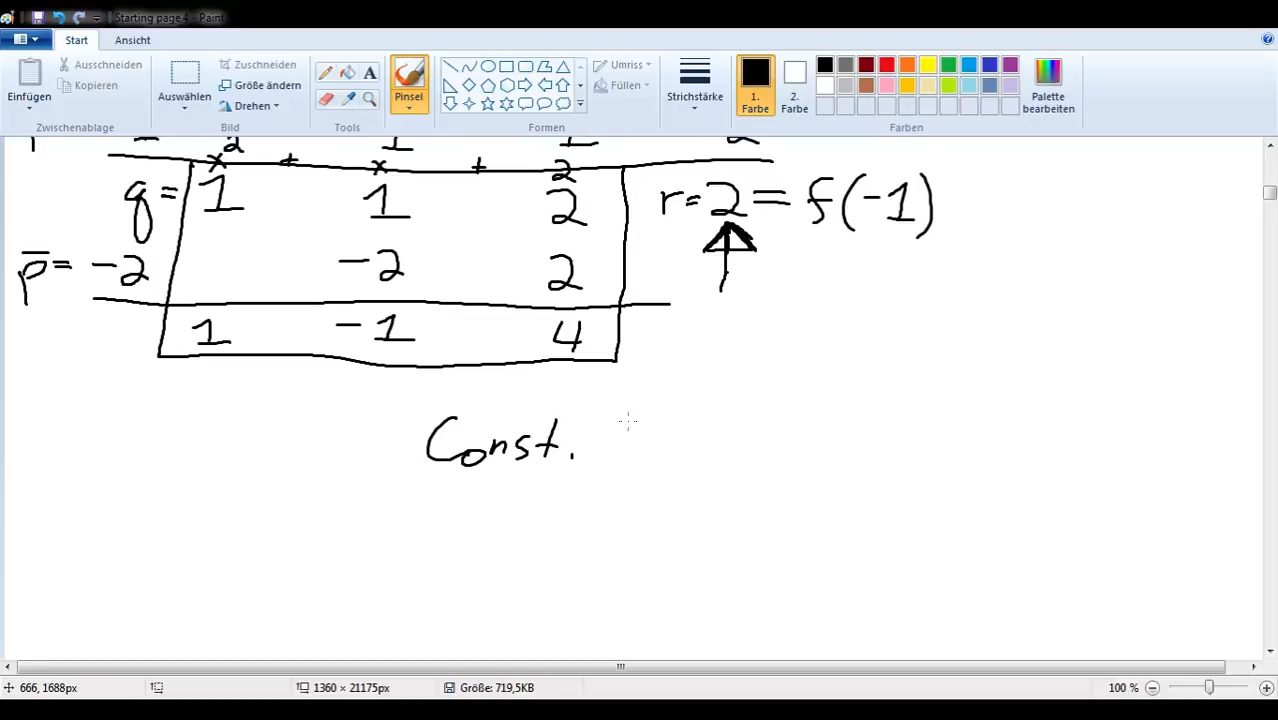 Starting page 4 - Paint
Start Ansicht
Einfügen
Ausschneiden
Kopieren
Zwischenablage
Auswählen
Zuschneiden
Größe ändern
Drehen
Bild
Pinsel
Tools
Umriss
Füllen
Formen
Strichstärke
1. Farbe
2. Farbe
Palette bearbeiten
Farben
x + x + 2
q = 1 1 2 r = 2 = f(-1)
p̅ = -2 -2 2
1 -1 4
Const.
666, 1688px 1360 × 21175px Größe: 719,5KB 100 %